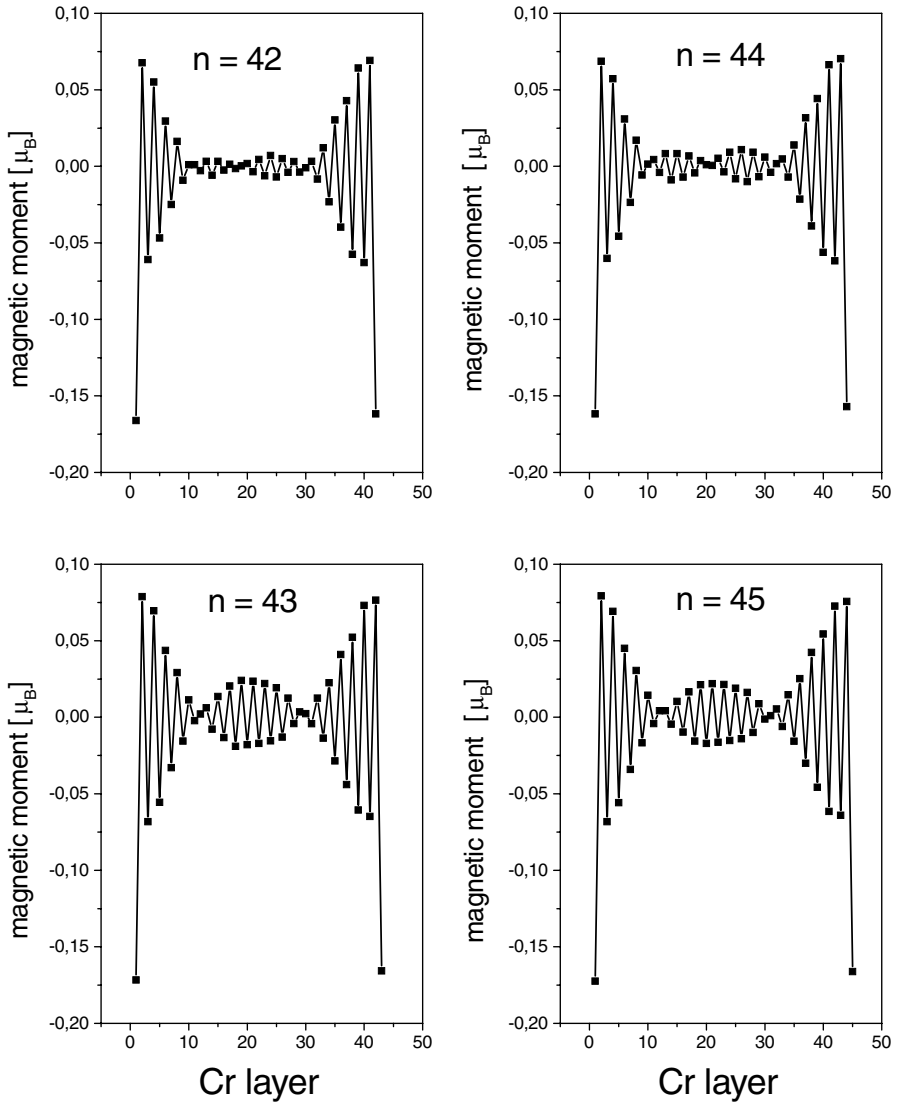 n = 42
magnetic moment [μB]
0,10
0,05
0,00
-0,05
-0,10
-0,15
-0,20
0 10 20 30 40 50
n = 44
magnetic moment [μB]
0,10
0,05
0,00
-0,05
-0,10
-0,15
-0,20
0 10 20 30 40 50
n = 43
magnetic moment [μB]
0,10
0,05
0,00
-0,05
-0,10
-0,15
-0,20
0 10 20 30 40 50
Cr layer
n = 45
magnetic moment [μB]
0,10
0,05
0,00
-0,05
-0,10
-0,15
-0,20
0 10 20 30 40 50
Cr layer